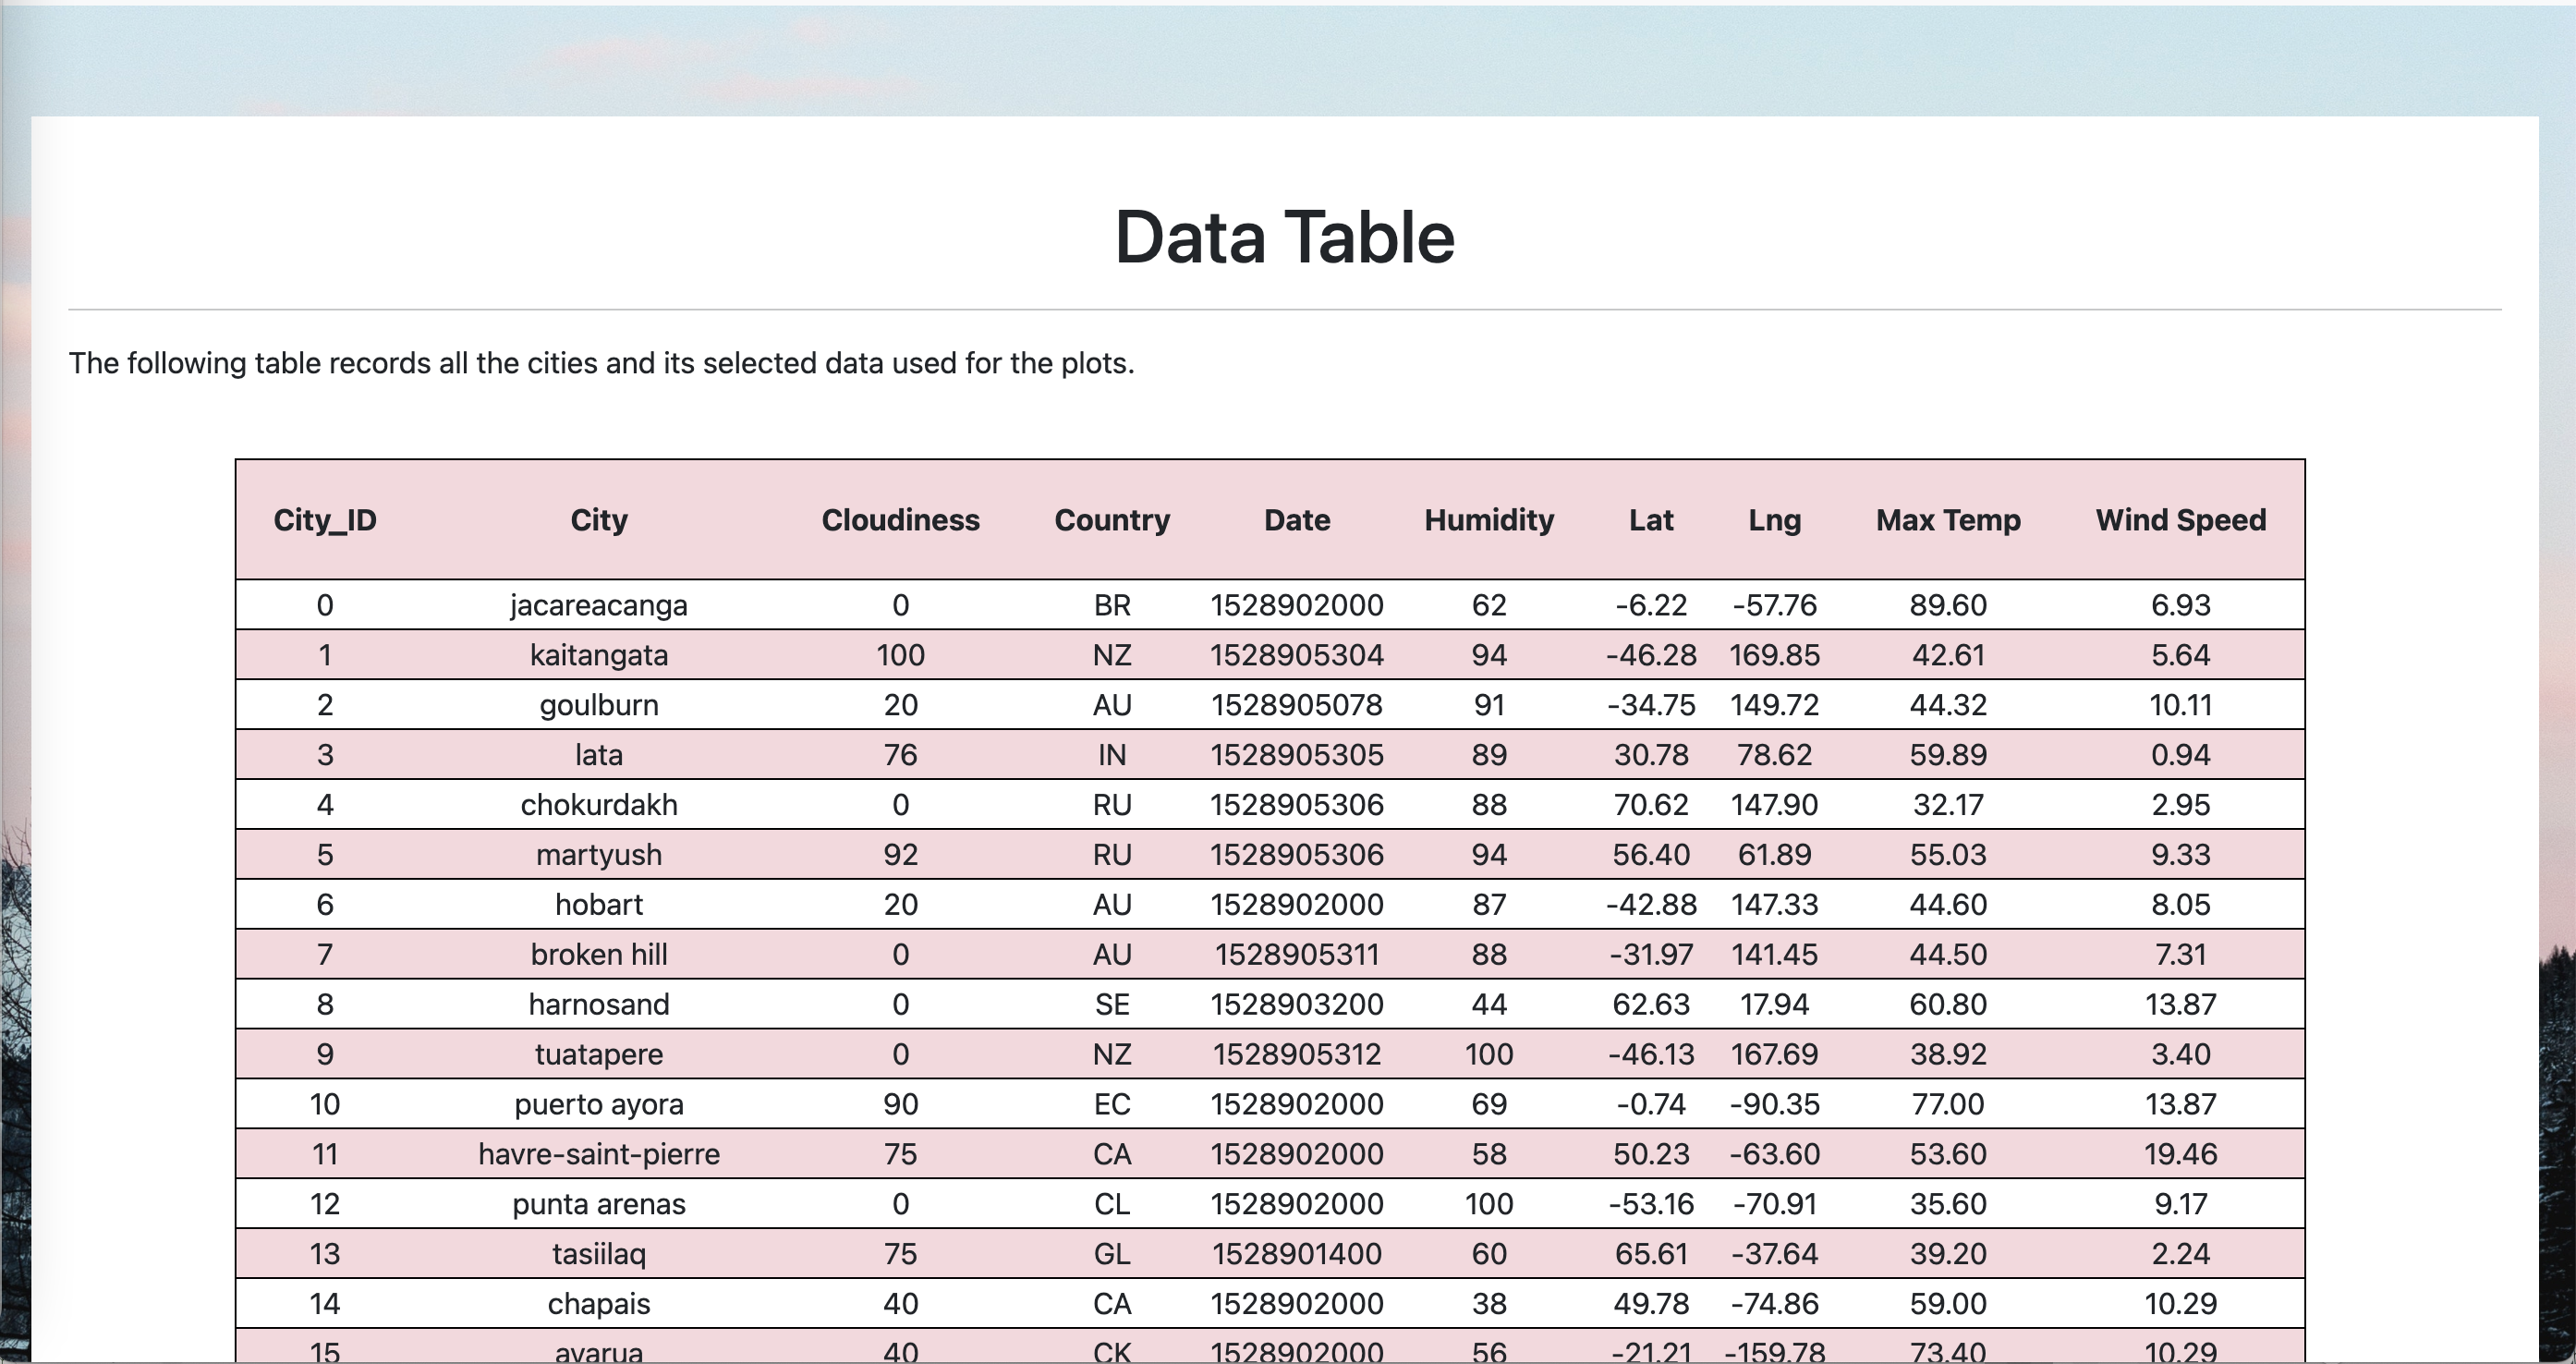 Data Table
The following table records all the cities and its selected data used for the plots.
City_ID City Cloudiness Country Date Humidity Lat Lng Max Temp Wind Speed
0 jacareacanga 0 BR 1528902000 62 -6.22 -57.76 89.60 6.93
1 kaitangata 100 NZ 1528905304 94 -46.28 169.85 42.61 5.64
2 goulburn 20 AU 1528905078 91 -34.75 149.72 44.32 10.11
3 lata 76 IN 1528905305 89 30.78 78.62 59.89 0.94
4 chokurdakh 0 RU 1528905306 88 70.62 147.90 32.17 2.95
5 martyush 92 RU 1528905306 94 56.40 61.89 55.03 9.33
6 hobart 20 AU 1528902000 87 -42.88 147.33 44.60 8.05
7 broken hill 0 AU 1528905311 88 -31.97 141.45 44.50 7.31
8 harnosand 0 SE 1528903200 44 62.63 17.94 60.80 13.87
9 tuatapere 0 NZ 1528905312 100 -46.13 167.69 38.92 3.40
10 puerto ayora 90 EC 1528902000 69 -0.74 -90.35 77.00 13.87
11 havre-saint-pierre 75 CA 1528902000 58 50.23 -63.60 53.60 19.46
12 punta arenas 0 CL 1528902000 100 -53.16 -70.91 35.60 9.17
13 tasiilaq 75 GL 1528901400 60 65.61 -37.64 39.20 2.24
14 chapais 40 CA 1528902000 38 49.78 -74.86 59.00 10.29
15 avarua 40 CK 1528902000 56 -21.21 -159.78 73.40 10.29